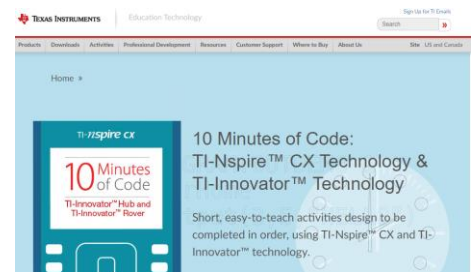 Sign Up for TI Emails
TEXAS INSTRUMENTS
Education Technology
Search
Products Downloads Activities Professional Development Resources Customer Support Where to Buy About Us Site US and Canada
Home »
TI-nspire CX
10 Minutes of Code
TI-Innovator™ Hub and
TI-Innovator™ Rover
10 Minutes of Code:
TI-Nspire™ CX Technology &
TI-Innovator™ Technology
Short, easy-to-teach activities design to be
completed in order, using TI-Nspire™ CX and TI-
Innovator™ technology.